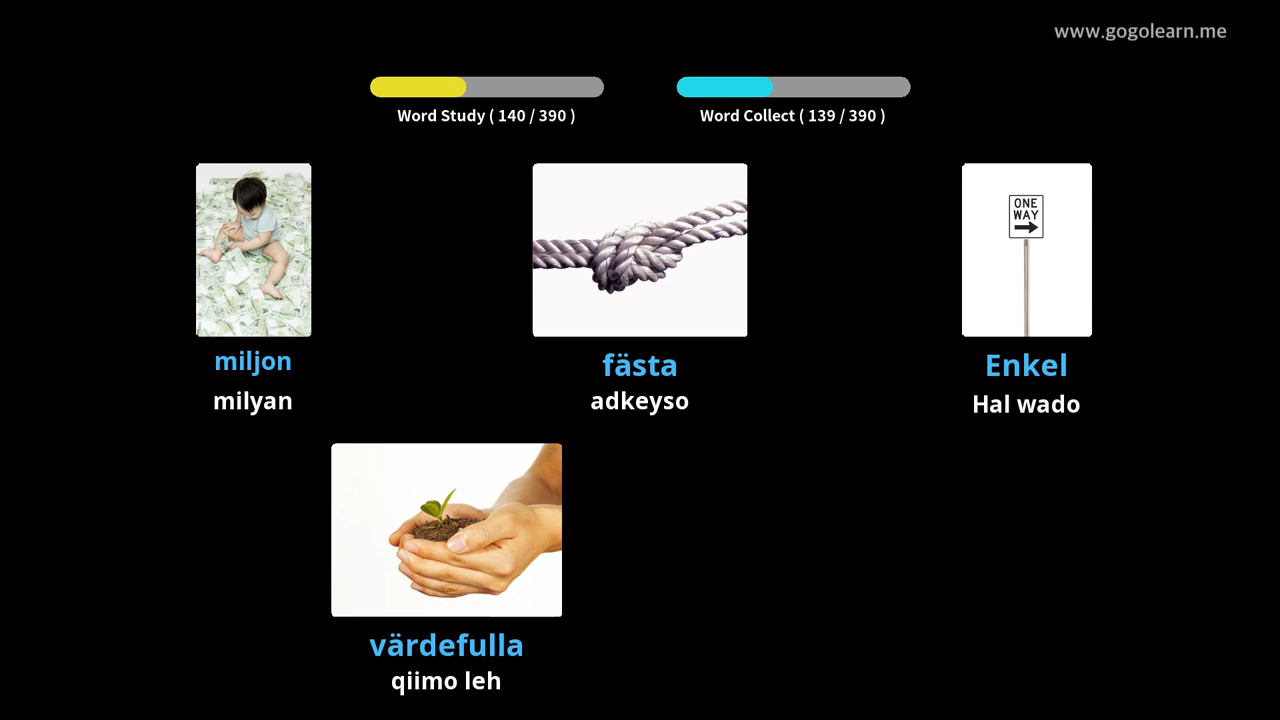 www.gogolearn.me
Word Study ( 140 / 390 )
Word Collect ( 139 / 390 )
ONE
WAY
miljon
milyan
fästa
adkeyso
Enkel
Hal wado
värdefulla
qiimo leh